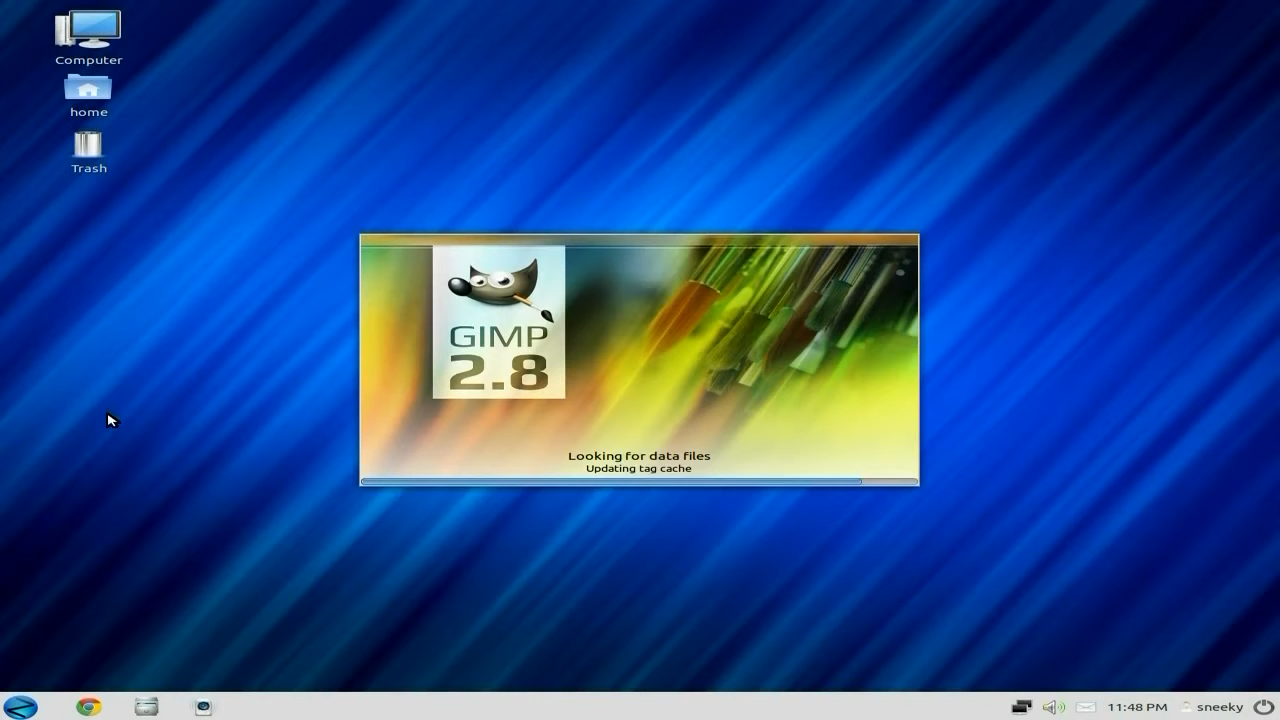 Computer
home
Trash
GIMP
2.8
Looking for data files
Updating tag cache
11:48 PM
sneeky